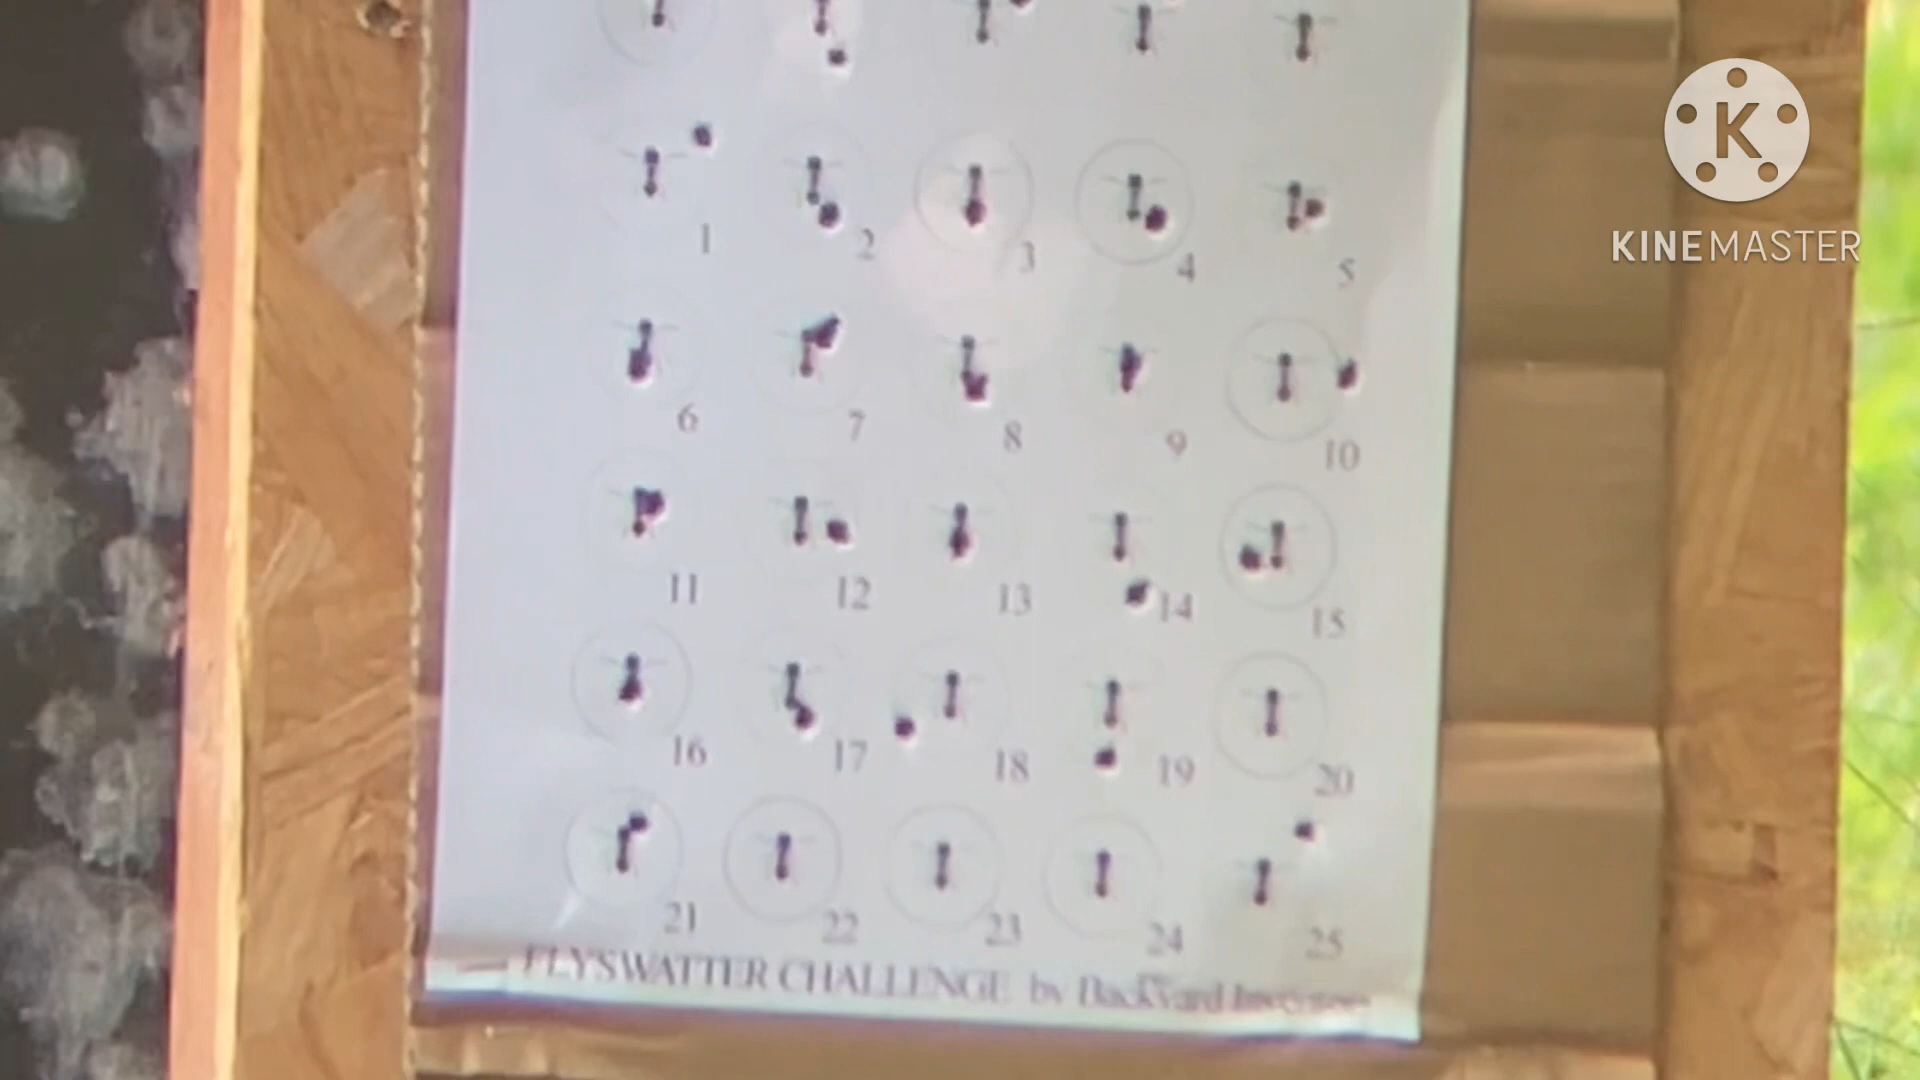 K
KINEMASTER
1 2 3 4 5
6 7 8 9 10
11 12 13 14 15
16 17 18 19 20
21 22 23 24 25
FLYSWATTER CHALLENGE by Backyard